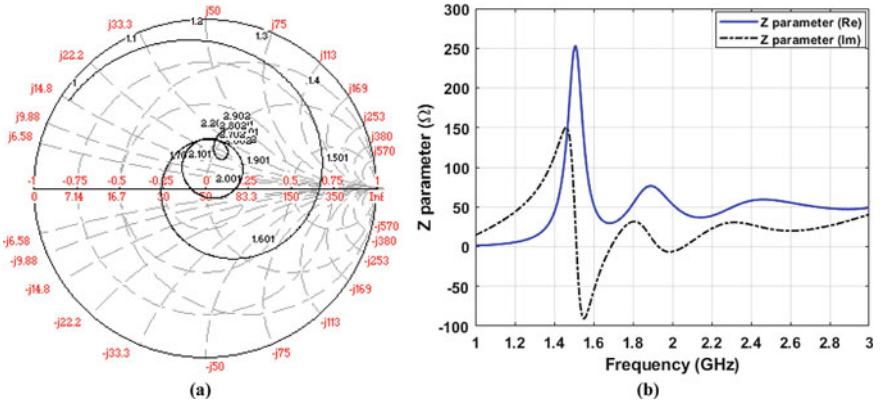 j50
j33.3
j75
j22.2
j113
j14.8
j169
j9.88
j253
j6.58
j380
j570
1
1.1
1.2
1.3
1.4
2.902
2.101
1.901
1.501
2.001
1.601
-1 -0.75 -0.5 -0.25 0 0.25 0.5 0.75 1
0 7.14 16.7 30 50 83.3 150 350 Inf
-j6.58
-j570
-j9.88
-j380
-j253
-j14.8
-j169
-j22.2
-j113
-j33.3
-j75
-j50
(a)
Z parameter (Re)
Z parameter (Im)
Z parameter (Ω)
300
250
200
150
100
50
0
-50
-100
1 1.2 1.4 1.6 1.8 2 2.2 2.4 2.6 2.8 3
Frequency (GHz)
(b)